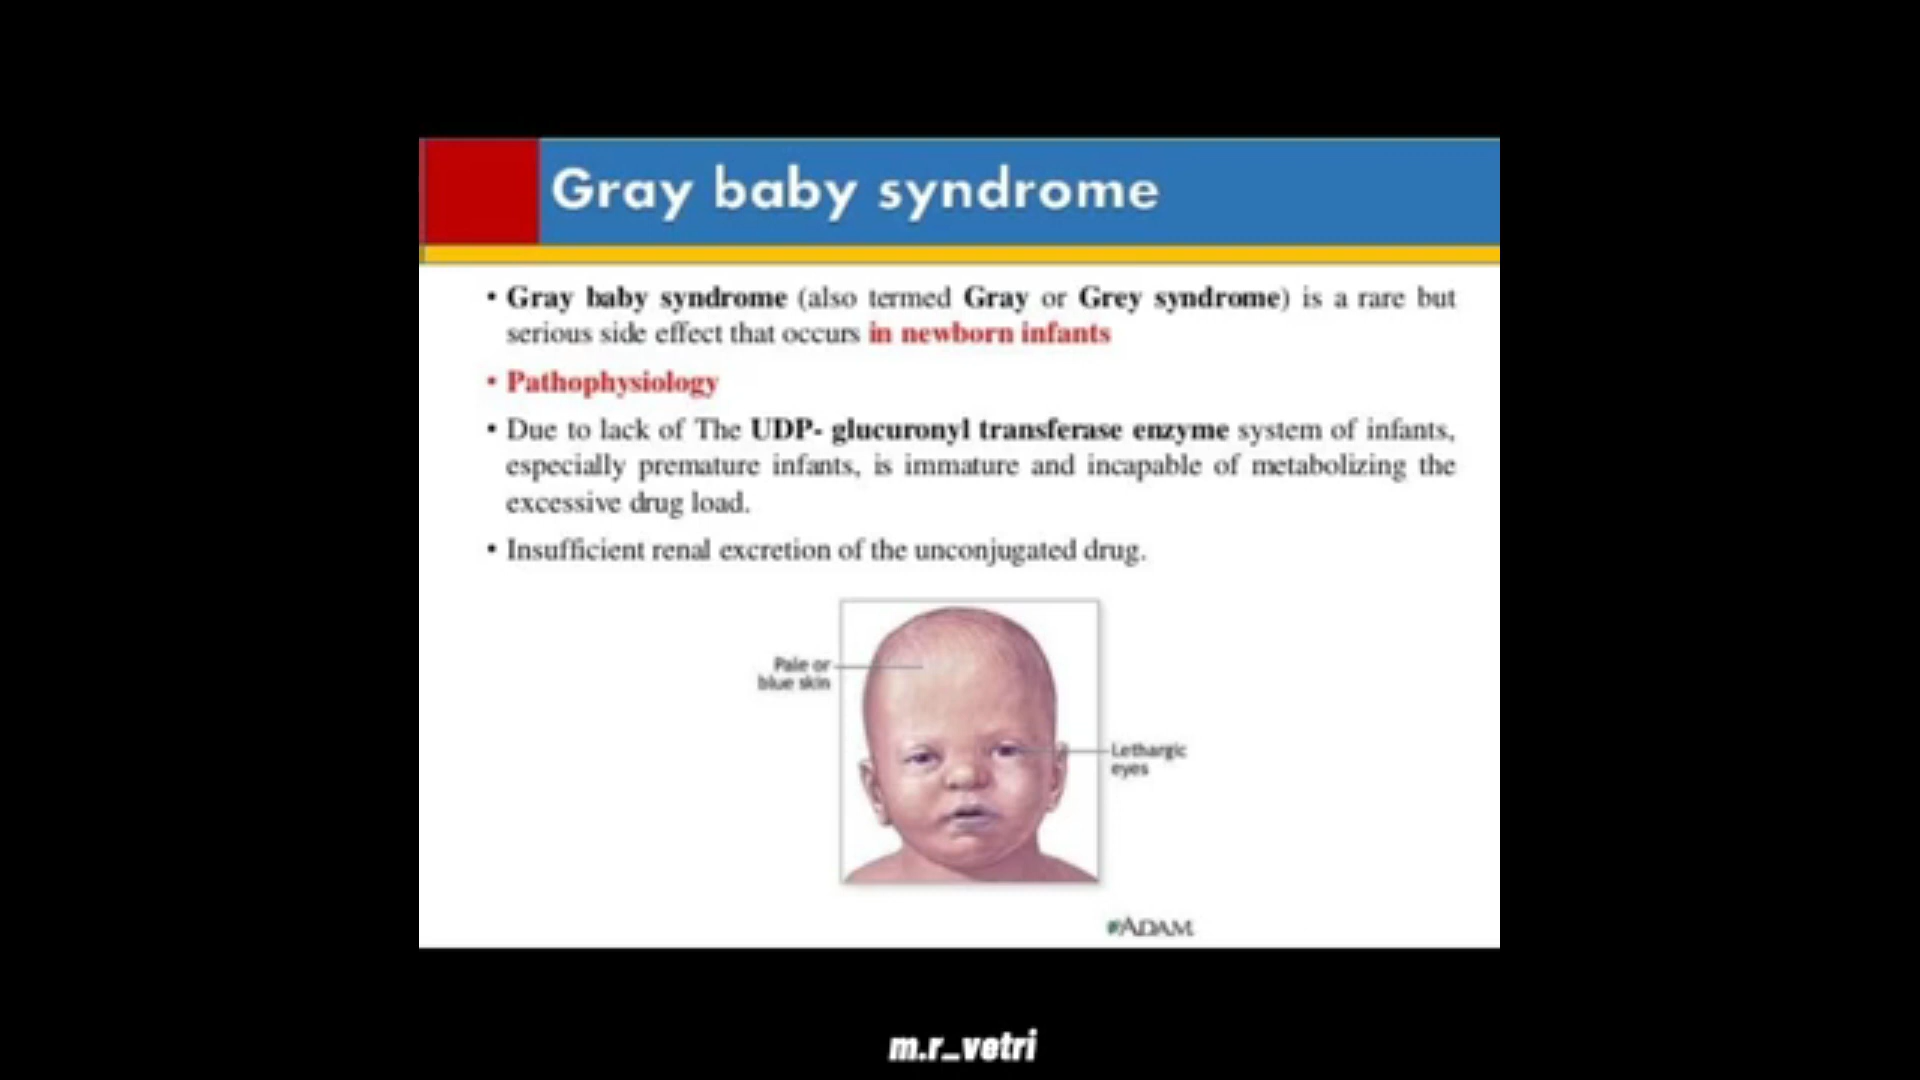 Gray baby syndrome
• Gray baby syndrome (also termed Gray or Grey syndrome) is a rare but
serious side effect that occurs in newborn infants
• Pathophysiology
• Due to lack of The UDP- glucuronyl transferase enzyme system of infants,
especially premature infants, is immature and incapable of metabolizing the
excessive drug load.
• Insufficient renal excretion of the unconjugated drug.
Pale or
blue skin
Lethargic
eyes
ADAM
m.r_vetri